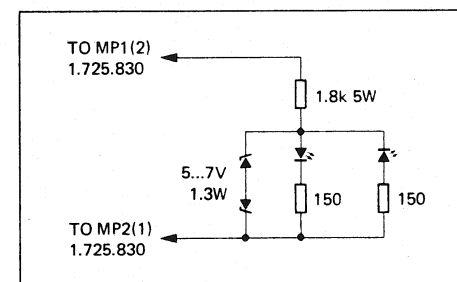 TO MP1(2)
1.725.830
1.8k 5W
5...7V
1.3W
150
150
TO MP2(1)
1.725.830